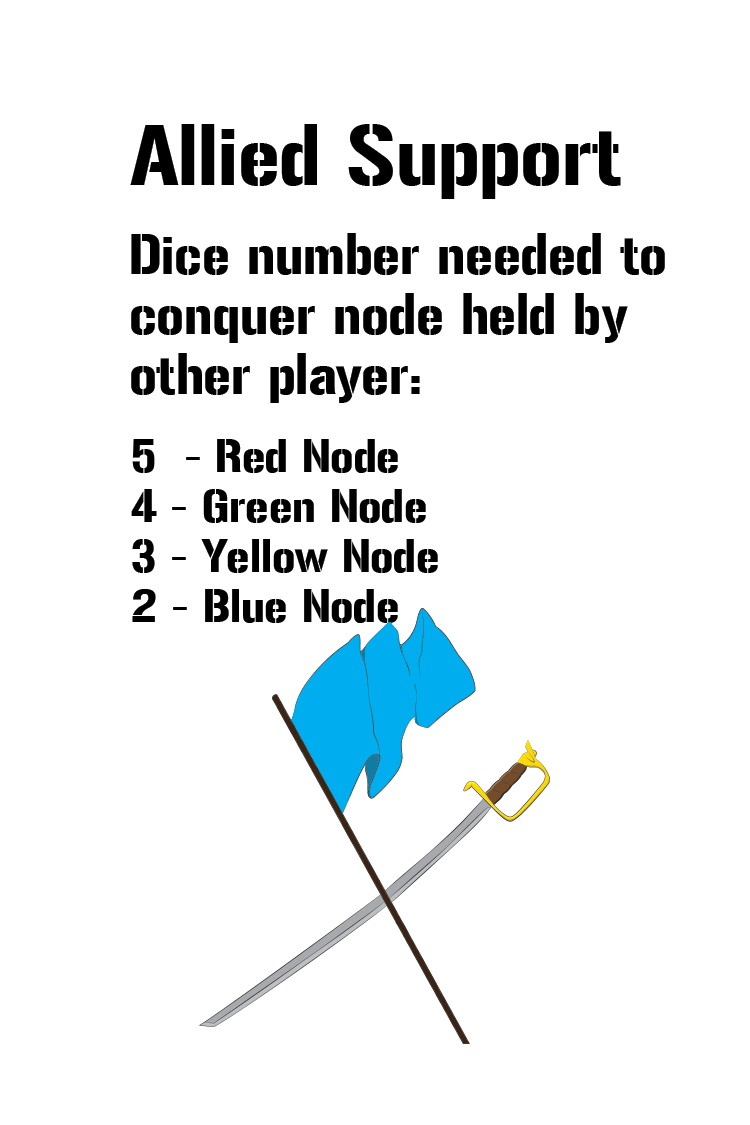 Allied Support
Dice number needed to
conquer node held by
other player:
5 - Red Node
4 - Green Node
3 - Yellow Node
2 - Blue Node